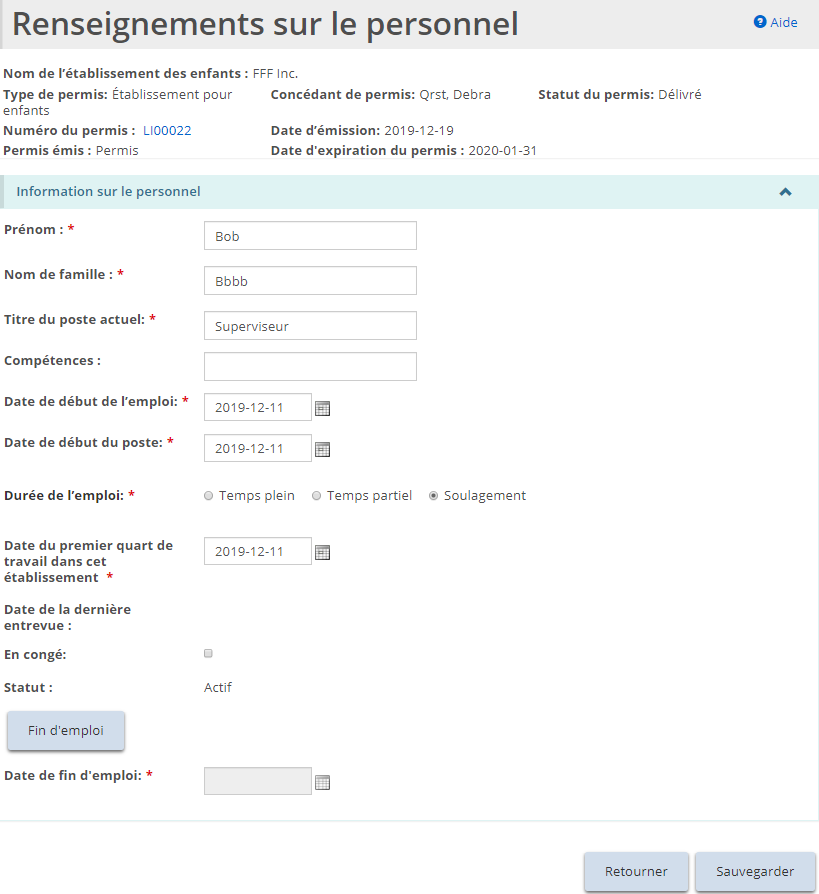 Renseignements sur le personnel
Aide
Nom de l’établissement des enfants : FFF Inc.
Type de permis: Établissement pour enfants
Concédant de permis: Qrst, Debra
Statut du permis: Délivré
Numéro du permis : LI00022
Date d’émission: 2019-12-19
Permis émis : Permis
Date d'expiration du permis : 2020-01-31
Information sur le personnel
Prénom : *
Bob
Nom de famille : *
Bbbb
Titre du poste actuel: *
Superviseur
Compétences :
Date de début de l’emploi: *
2019-12-11
Date de début du poste: *
2019-12-11
Durée de l’emploi: *
Temps plein
Temps partiel
Soulagement
Date du premier quart de
travail dans cet
établissement *
2019-12-11
Date de la dernière
entrevue :
En congé:
Statut :
Actif
Fin d'emploi
Date de fin d'emploi: *
Retourner
Sauvegarder